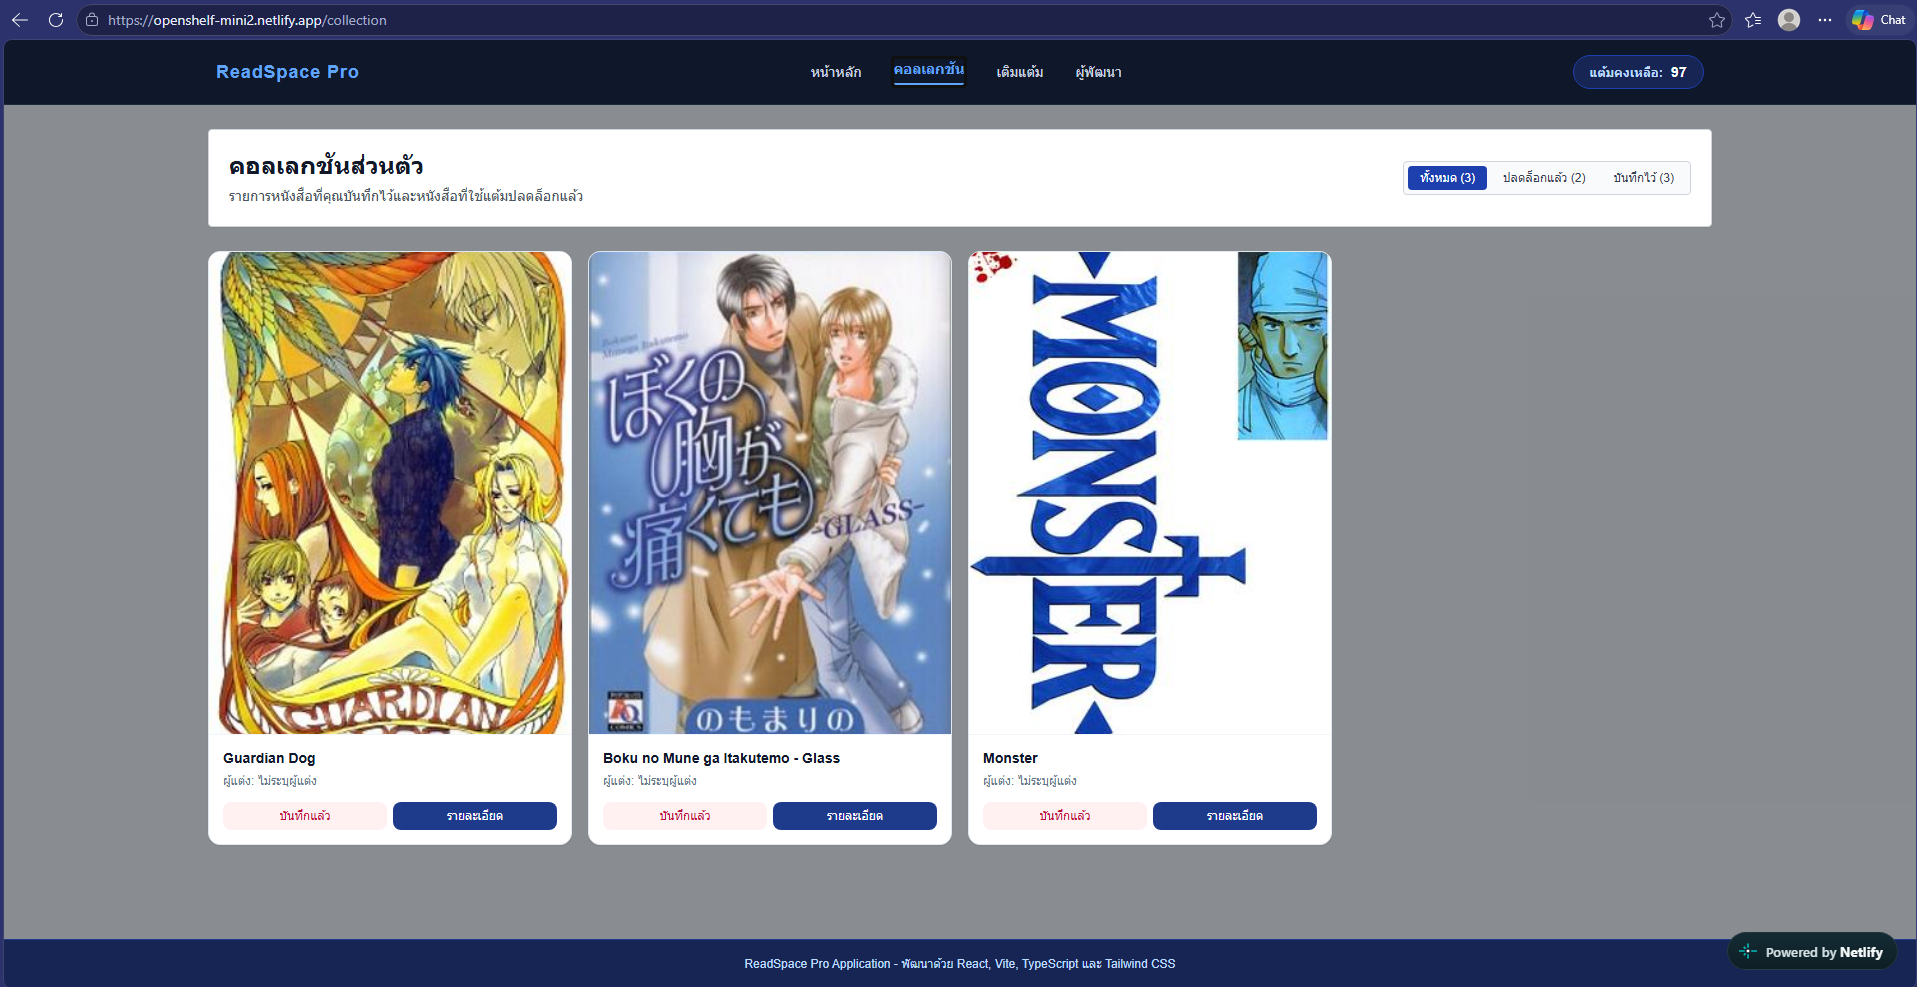 https://openshelf-mini2.netlify.app/collection
Chat
ReadSpace Pro
หน้าหลัก
คอลเลกชัน
เติมแต้ม
ผู้พัฒนา
แต้มคงเหลือ: 97
คอลเลกชันส่วนตัว
รายการหนังสือที่คุณบันทึกไว้และหนังสือที่ใช้แต้มปลดล็อกแล้ว
ทั้งหมด (3)
ปลดล็อกแล้ว (2)
บันทึกไว้ (3)
GUARDIAN
Guardian Dog
ผู้แต่ง: ไม่ระบุผู้แต่ง
บันทึกแล้ว
รายละเอียด
ぼくの
胸が
痛くても
-GLASS-
のもまりの
Boku no Mune ga Itakutemo - Glass
ผู้แต่ง: ไม่ระบุผู้แต่ง
บันทึกแล้ว
รายละเอียด
MONSTER
Monster
ผู้แต่ง: ไม่ระบุผู้แต่ง
บันทึกแล้ว
รายละเอียด
ReadSpace Pro Application - พัฒนาด้วย React, Vite, TypeScript และ Tailwind CSS
Powered by Netlify